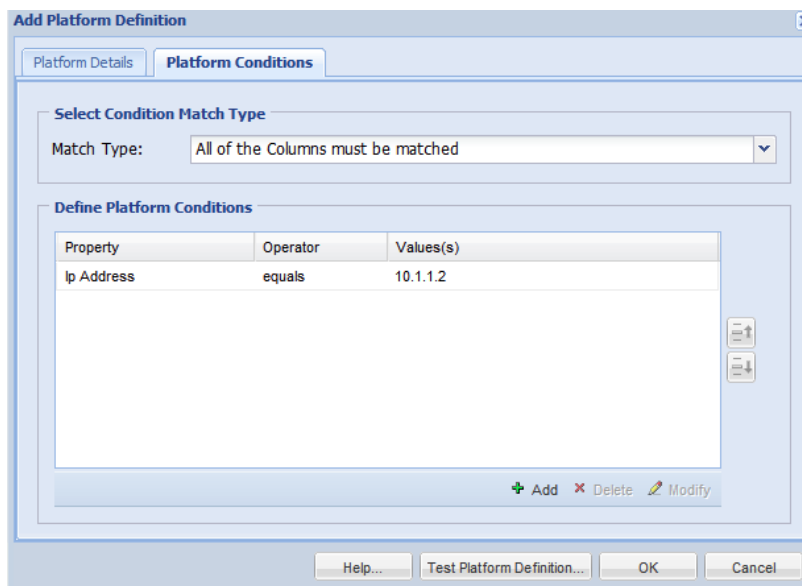 Add Platform Definition
Platform Details Platform Conditions
Select Condition Match Type
Match Type: All of the Columns must be matched
Define Platform Conditions
Property Operator Values(s)
Ip Address equals 10.1.1.2
Add Delete Modify
Help... Test Platform Definition... OK Cancel